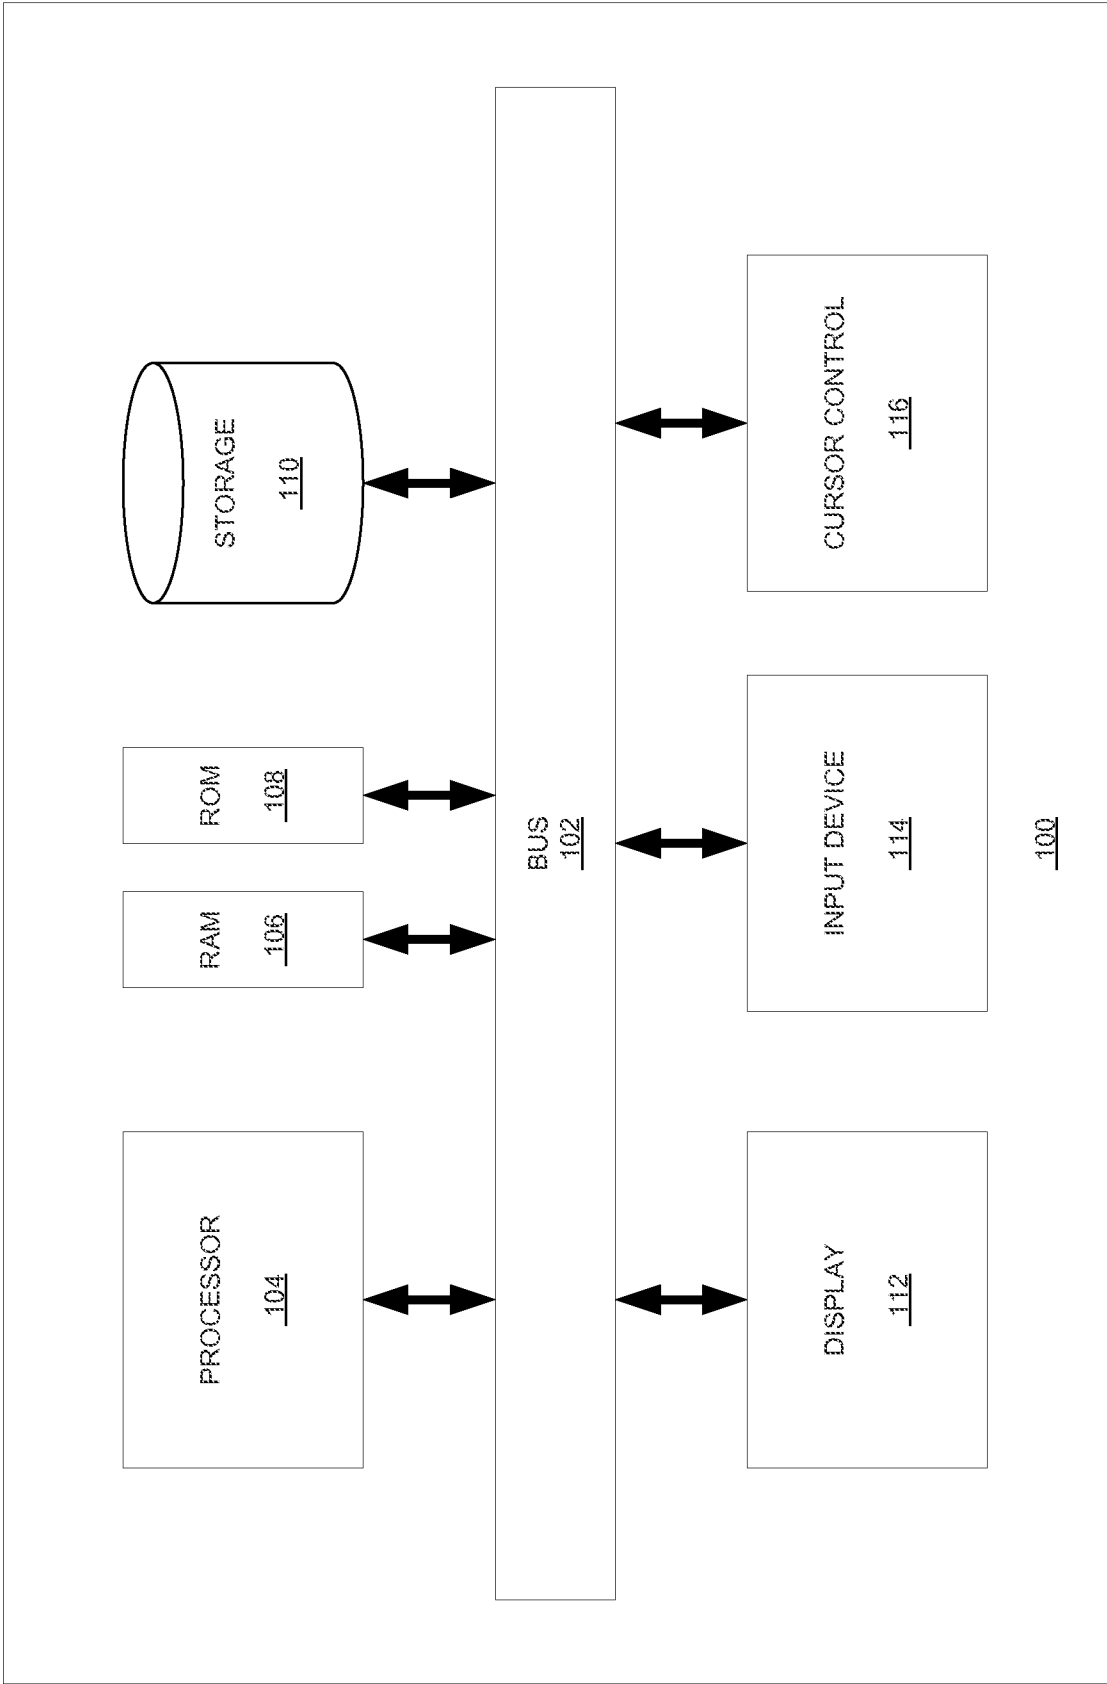 PROCESSOR
104
RAM
106
ROM
108
STORAGE
110
BUS
102
DISPLAY
112
INPUT DEVICE
114
CURSOR CONTROL
116
100